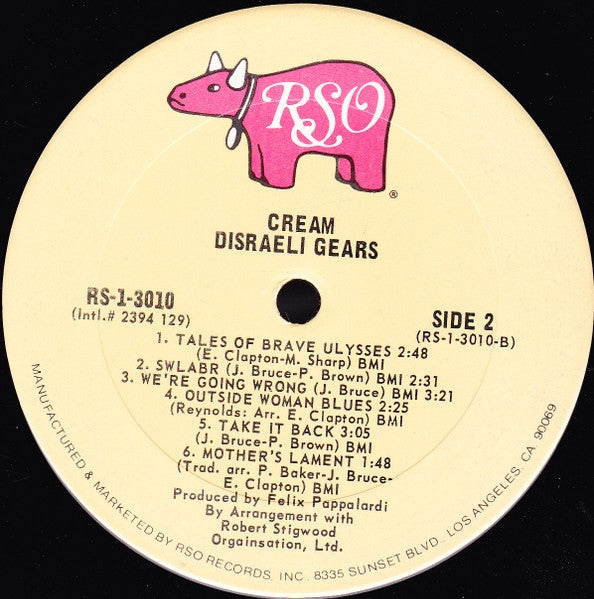 RSO
®
CREAM
DISRAELI GEARS
RS-1-3010
(Intl.# 2394 129)
SIDE 2
(RS-1-3010-B)
1. TALES OF BRAVE ULYSSES 2:48
(E. Clapton-M. Sharp) BMI
2. SWLABR (J. Bruce-P. Brown) BMI 2:31
3. WE'RE GOING WRONG (J. Bruce) BMI 3:21
4. OUTSIDE WOMAN BLUES 2:25
(Reynolds: Arr. E. Clapton) BMI
5. TAKE IT BACK 3:05
(J. Bruce-P. Brown) BMI
6. MOTHER'S LAMENT 1:48
(Trad. arr. P. Baker-J. Bruce-
E. Clapton) BMI
Produced by Felix Pappalardi
By Arrangement with
Robert Stigwood
Orgainsation, Ltd.
MANUFACTURED & MARKETED BY RSO RECORDS, INC., 8335 SUNSET BLVD., LOS ANGELES, CA. 90069